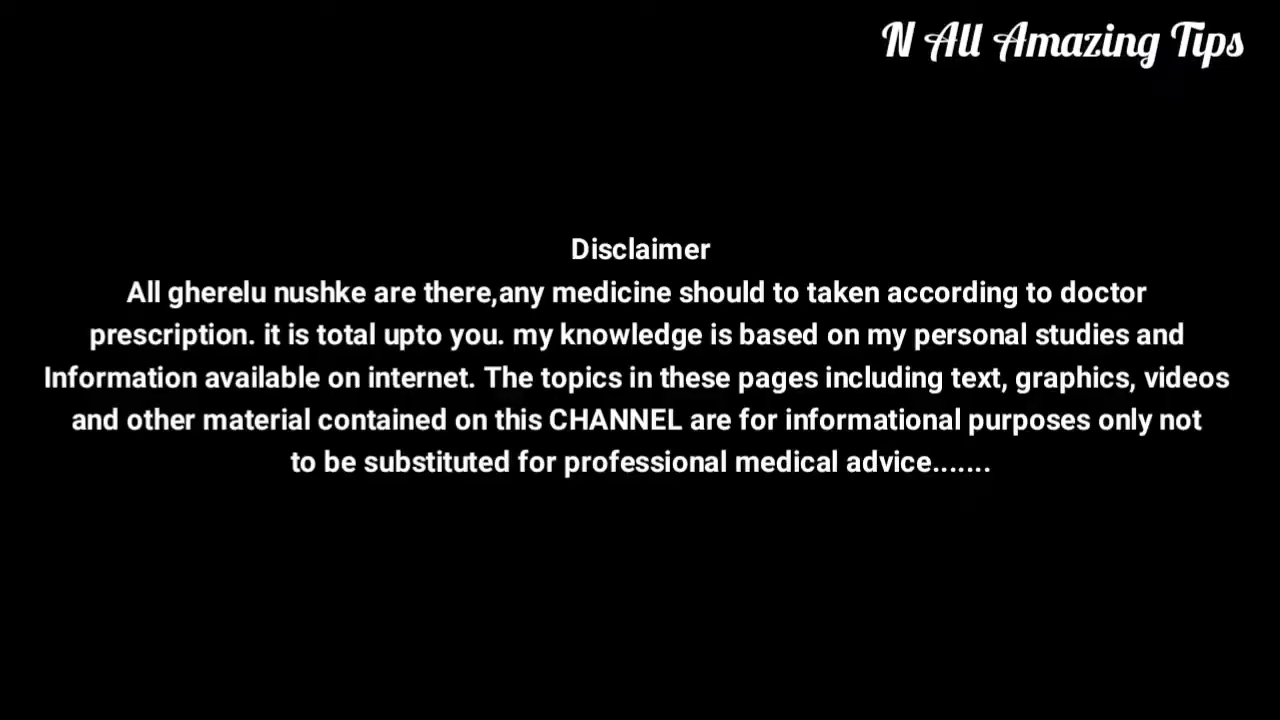 N All Amazing Tips
Disclaimer
All gherelu nushke are there,any medicine should to taken according to doctor
prescription. it is total upto you. my knowledge is based on my personal studies and
Information available on internet. The topics in these pages including text, graphics, videos
and other material contained on this CHANNEL are for informational purposes only not
to be substituted for professional medical advice.......